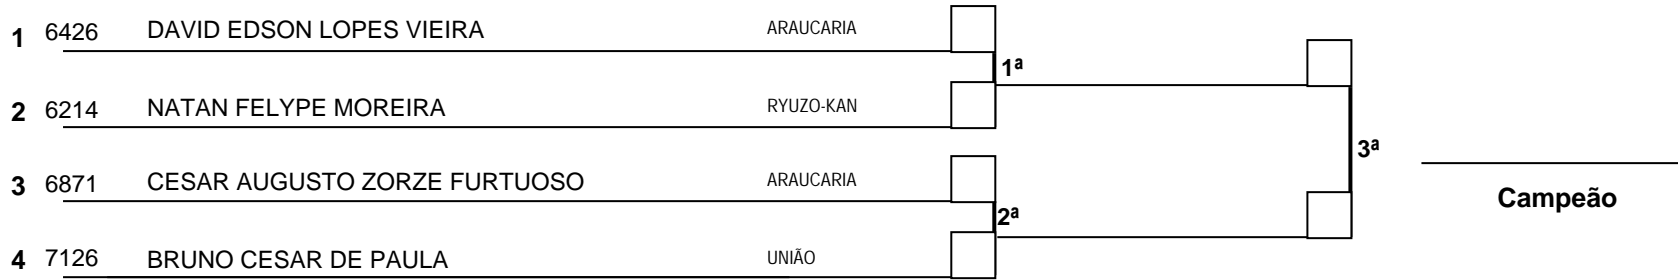 1 6426 DAVID EDSON LOPES VIEIRA ARAUCARIA
1ª
2 6214 NATAN FELYPE MOREIRA RYUZO-KAN
3ª
3 6871 CESAR AUGUSTO ZORZE FURTUOSO ARAUCARIA
Campeão
2ª
4 7126 BRUNO CESAR DE PAULA UNIÃO